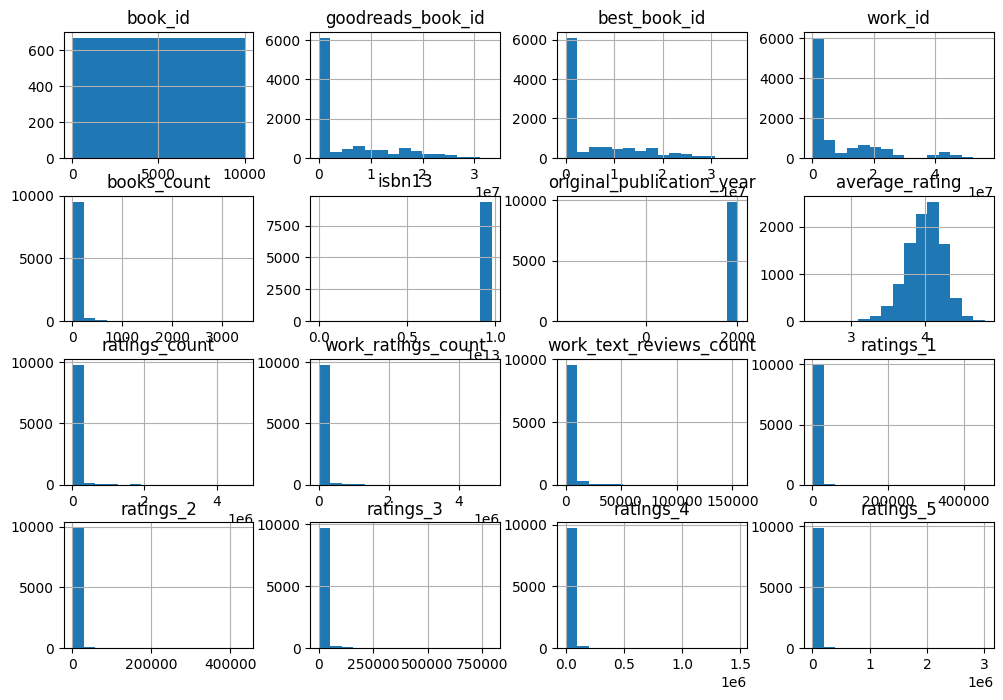 book_id goodreads_book_id best_book_id work_id
600 400 200 0 0 5000 10000
6000 4000 2000 0 0 1 2 3 1e7
6000 4000 2000 0 0 1 2 3 1e7
6000 4000 2000 0 0 2 4 1e7
books_count isbn13 original_publication_year average_rating
10000 5000 0 0 1000 2000 3000
7500 5000 2500 0 0.0 0.5 1.0 1e13
10000 5000 0 0 2000
2000 1000 0 3 4
ratings_count work_ratings_count work_text_reviews_count ratings_1
10000 5000 0 0 2 4 1e6
10000 5000 0 0 2 4 1e6
10000 5000 0 0 50000 100000 150000
10000 5000 0 0 200000 400000
ratings_2 ratings_3 ratings_4 ratings_5
10000 5000 0 0 200000 400000
10000 5000 0 0 250000 500000 750000
10000 5000 0 0.0 0.5 1.0 1.5 1e6
10000 5000 0 0 1 2 3 1e6